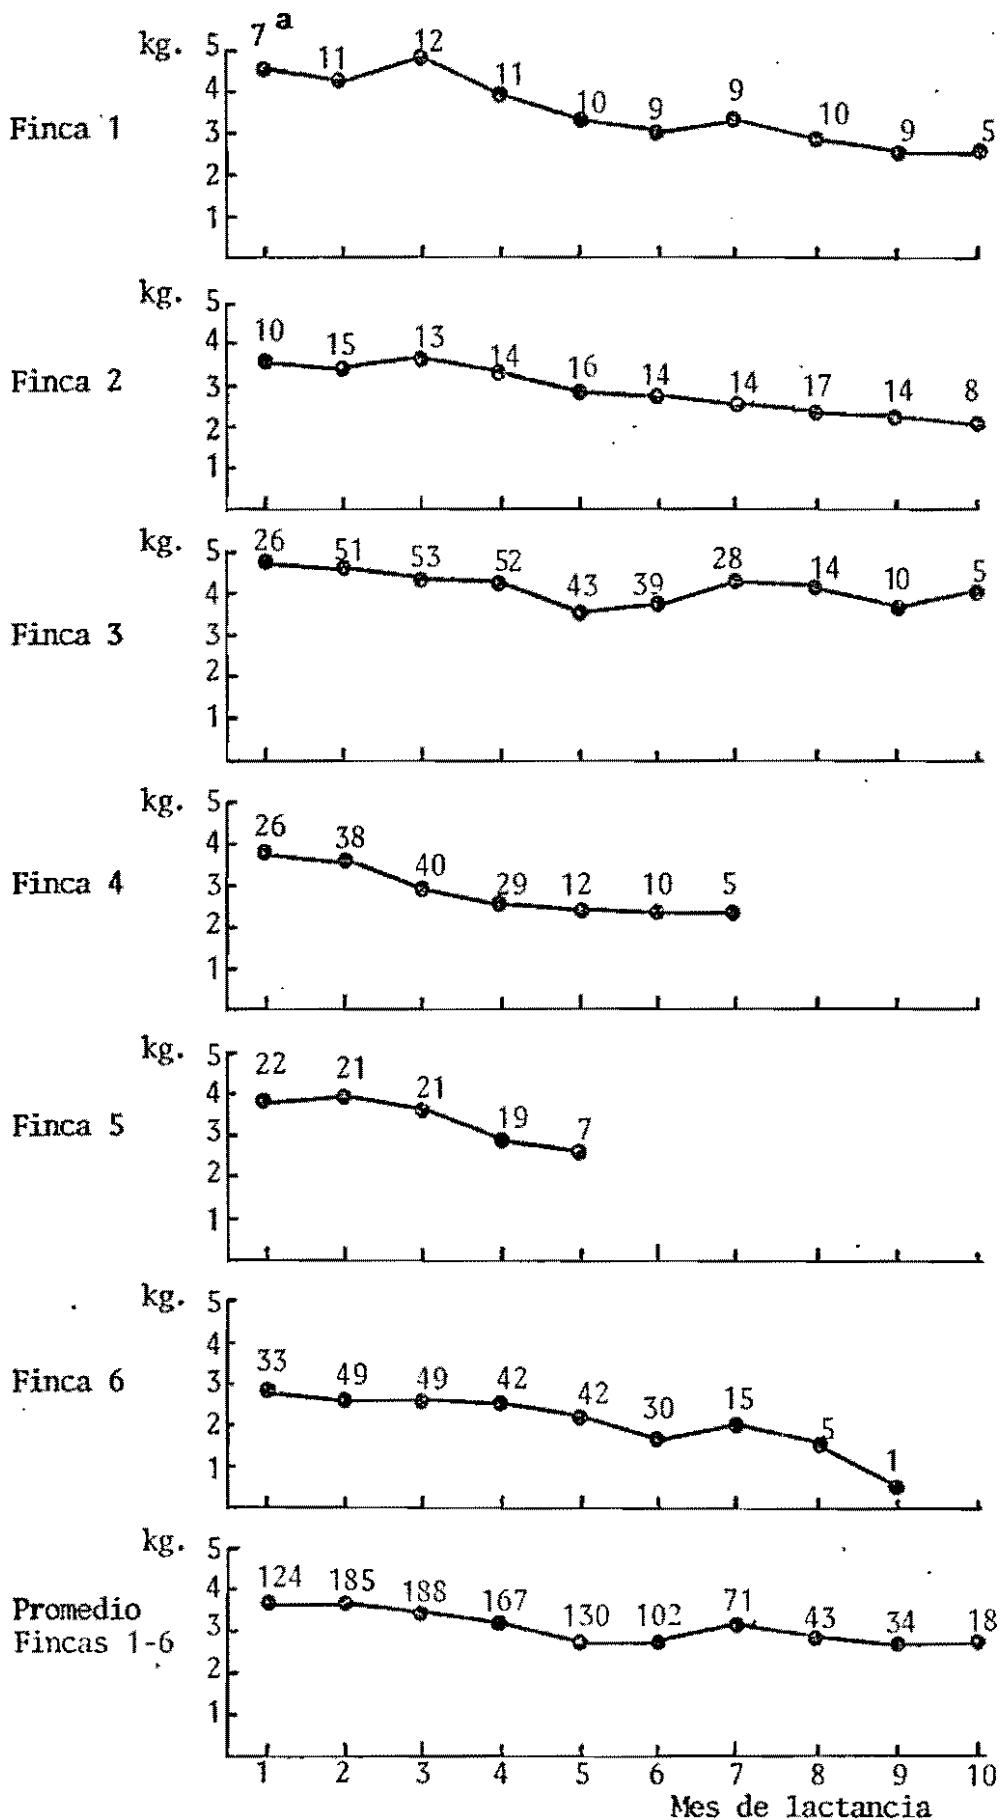 kg. 5 7 a 11 12 11 10 9 9 10 9 5
4
Finca 1 3
2
1
kg. 5
10 15 13 14 16 14 14 17 14 8
4
Finca 2 3
2
1
kg. 5 26 51 53 52 43 39 28 14 10 5
4
Finca 3 3
2
1
kg. 5
26 38 40 29 12 10 5
4
Finca 4 3
2
1
kg. 5
22 21 21 19 7
4
Finca 5 3
2
1
kg. 5
4
33 49 49 42 42 30 15 5 1
Finca 6 3
2
1
kg. 5
124 185 188 167 130 102 71 43 34 18
4
Promedio 3
Fincas 1-6
2
1
1 2 3 4 5 6 7 8 9 10
Mes de lactancia